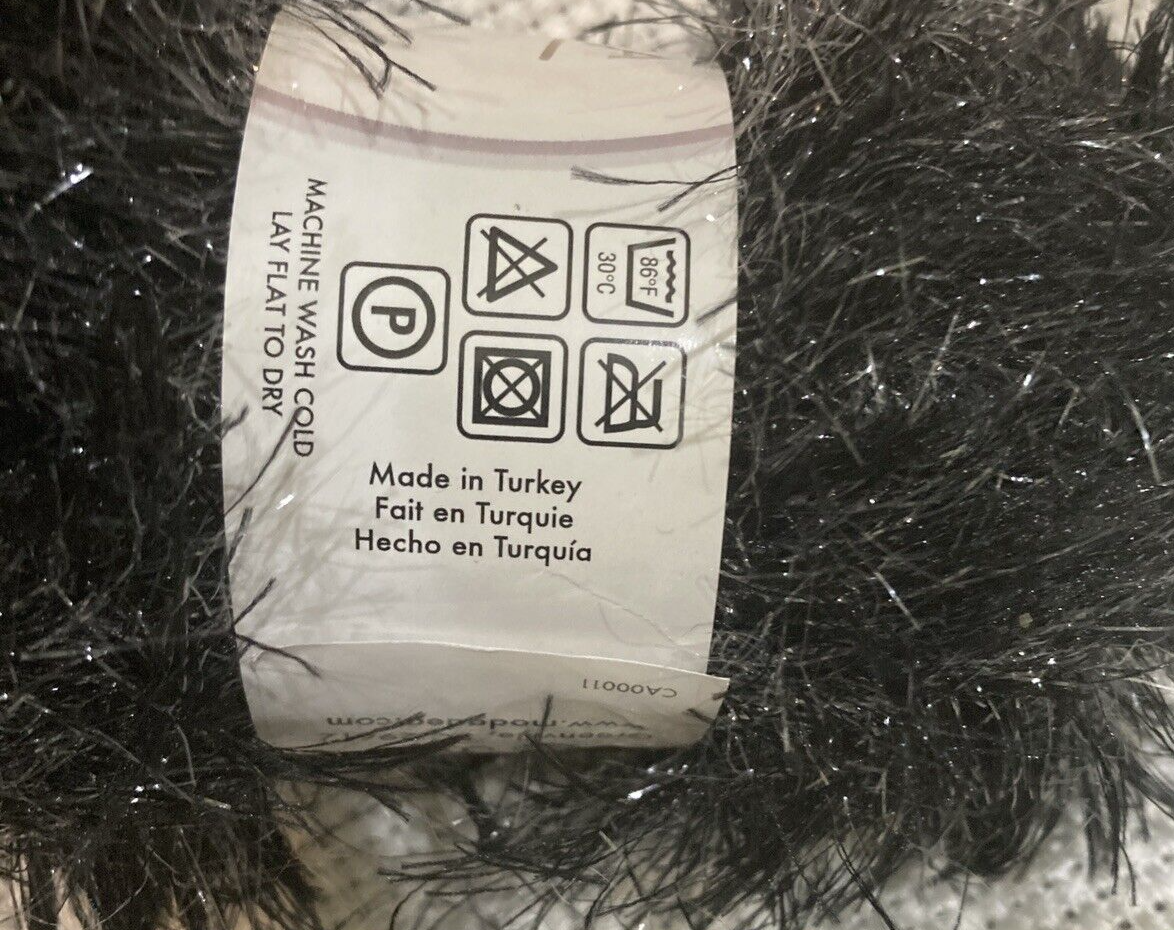 MACHINE WASH COLD
LAY FLAT TO DRY
86°F
30°C
P
Made in Turkey
Fait en Turquie
Hecho en Turquía
CA00011